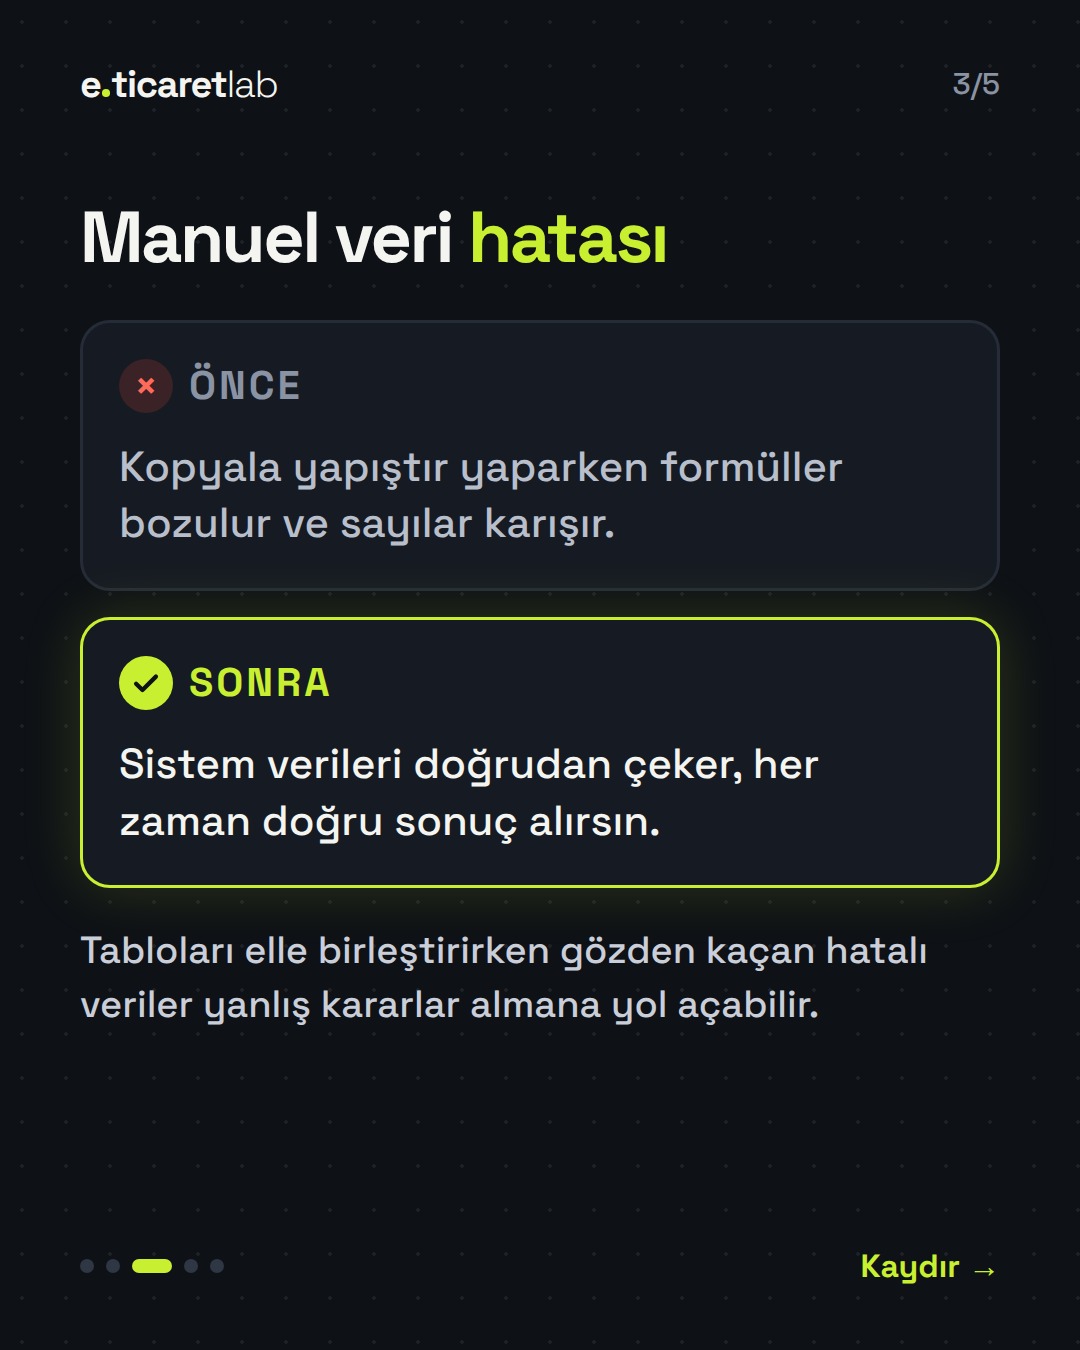 e.ticaretlab
3/5
Manuel veri hatası
ÖNCE
Kopyala yapıştır yaparken formüller
bozulur ve sayılar karışır.
SONRA
Sistem verileri doğrudan çeker, her
zaman doğru sonuç alırsın.
Tabloları elle birleştirirken gözden kaçan hatalı
veriler yanlış kararlar almana yol açabilir.
Kaydır →